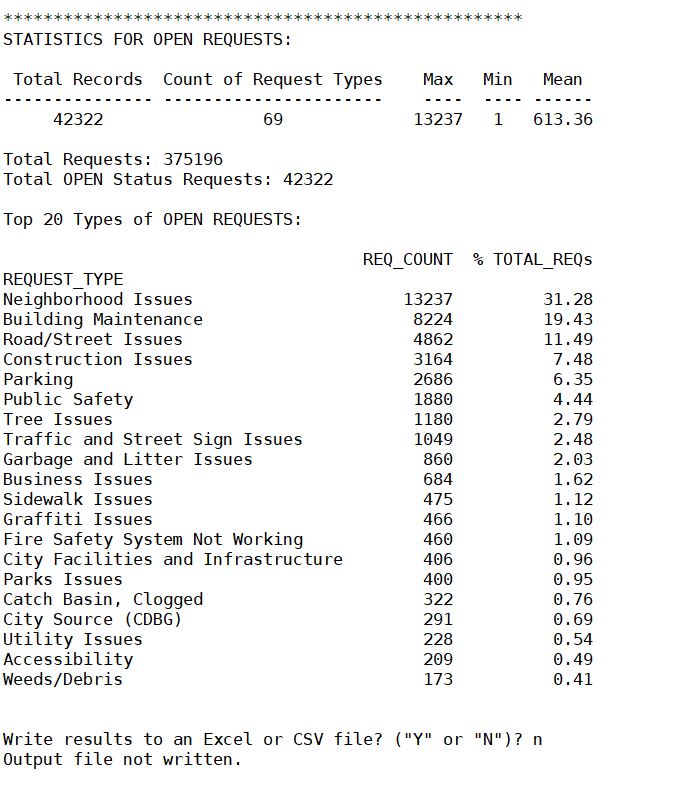 ****************************************************
STATISTICS FOR OPEN REQUESTS:
Total Records  Count of Request Types    Max   Min   Mean
--------------- ----------------------    ----  ---- ------
42322                69             13237   1   613.36
Total Requests: 375196
Total OPEN Status Requests: 42322
Top 20 Types of OPEN REQUESTS:
REQ_COUNT  % TOTAL_REQs
REQUEST_TYPE
Neighborhood Issues                     13237         31.28
Building Maintenance                     8224         19.43
Road/Street Issues                       4862         11.49
Construction Issues                      3164          7.48
Parking                                  2686          6.35
Public Safety                            1880          4.44
Tree Issues                              1180          2.79
Traffic and Street Sign Issues           1049          2.48
Garbage and Litter Issues                 860          2.03
Business Issues                           684          1.62
Sidewalk Issues                           475          1.12
Graffiti Issues                           466          1.10
Fire Safety System Not Working            460          1.09
City Facilities and Infrastructure        406          0.96
Parks Issues                              400          0.95
Catch Basin, Clogged                      322          0.76
City Source (CDBG)                        291          0.69
Utility Issues                            228          0.54
Accessibility                             209          0.49
Weeds/Debris                              173          0.41
Write results to an Excel or CSV file? ("Y" or "N")? n
Output file not written.